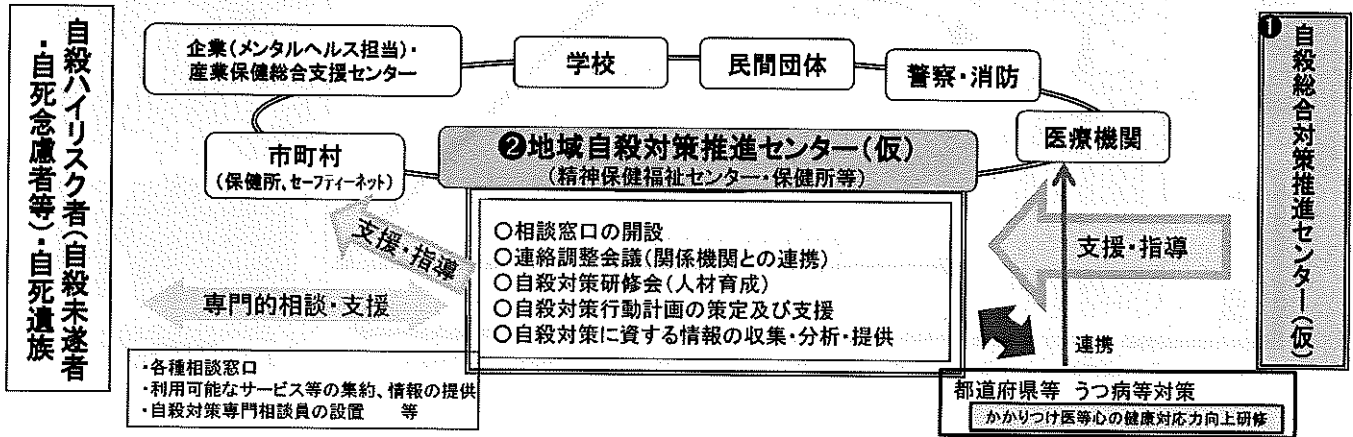 自殺ハイリスク者(自殺未遂者
・自死念慮者等)・自死遺族
企業(メンタルヘルス担当)・
産業保健総合支援センター
学校
民間団体
警察・消防
医療機関
市町村
(保健所、セーフティーネット)
❷地域自殺対策推進センター(仮)
(精神保健福祉センター・保健所等)
○相談窓口の開設
○連絡調整会議(関係機関との連携)
○自殺対策研修会(人材育成)
○自殺対策行動計画の策定及び支援
○自殺対策に資する情報の収集・分析・提供
支援・指導
専門的相談・支援
・各種相談窓口
・利用可能なサービス等の集約、情報の提供
・自殺対策専門相談員の設置 等
支援・指導
連携
都道府県等 うつ病等対策
かかりつけ医等心の健康対応力向上研修
❶
自殺総合対策推進センター(仮)